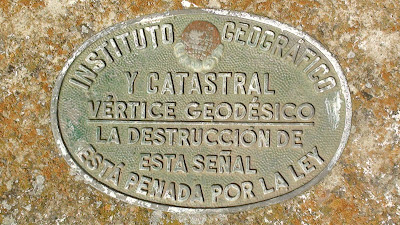 INSTITUTO GEOGRÁFICO
Y CATASTRAL
VÉRTICE GEODÉSICO
LA DESTRUCCIÓN DE
ESTA SEÑAL
ESTÁ PENADA POR LA LEY